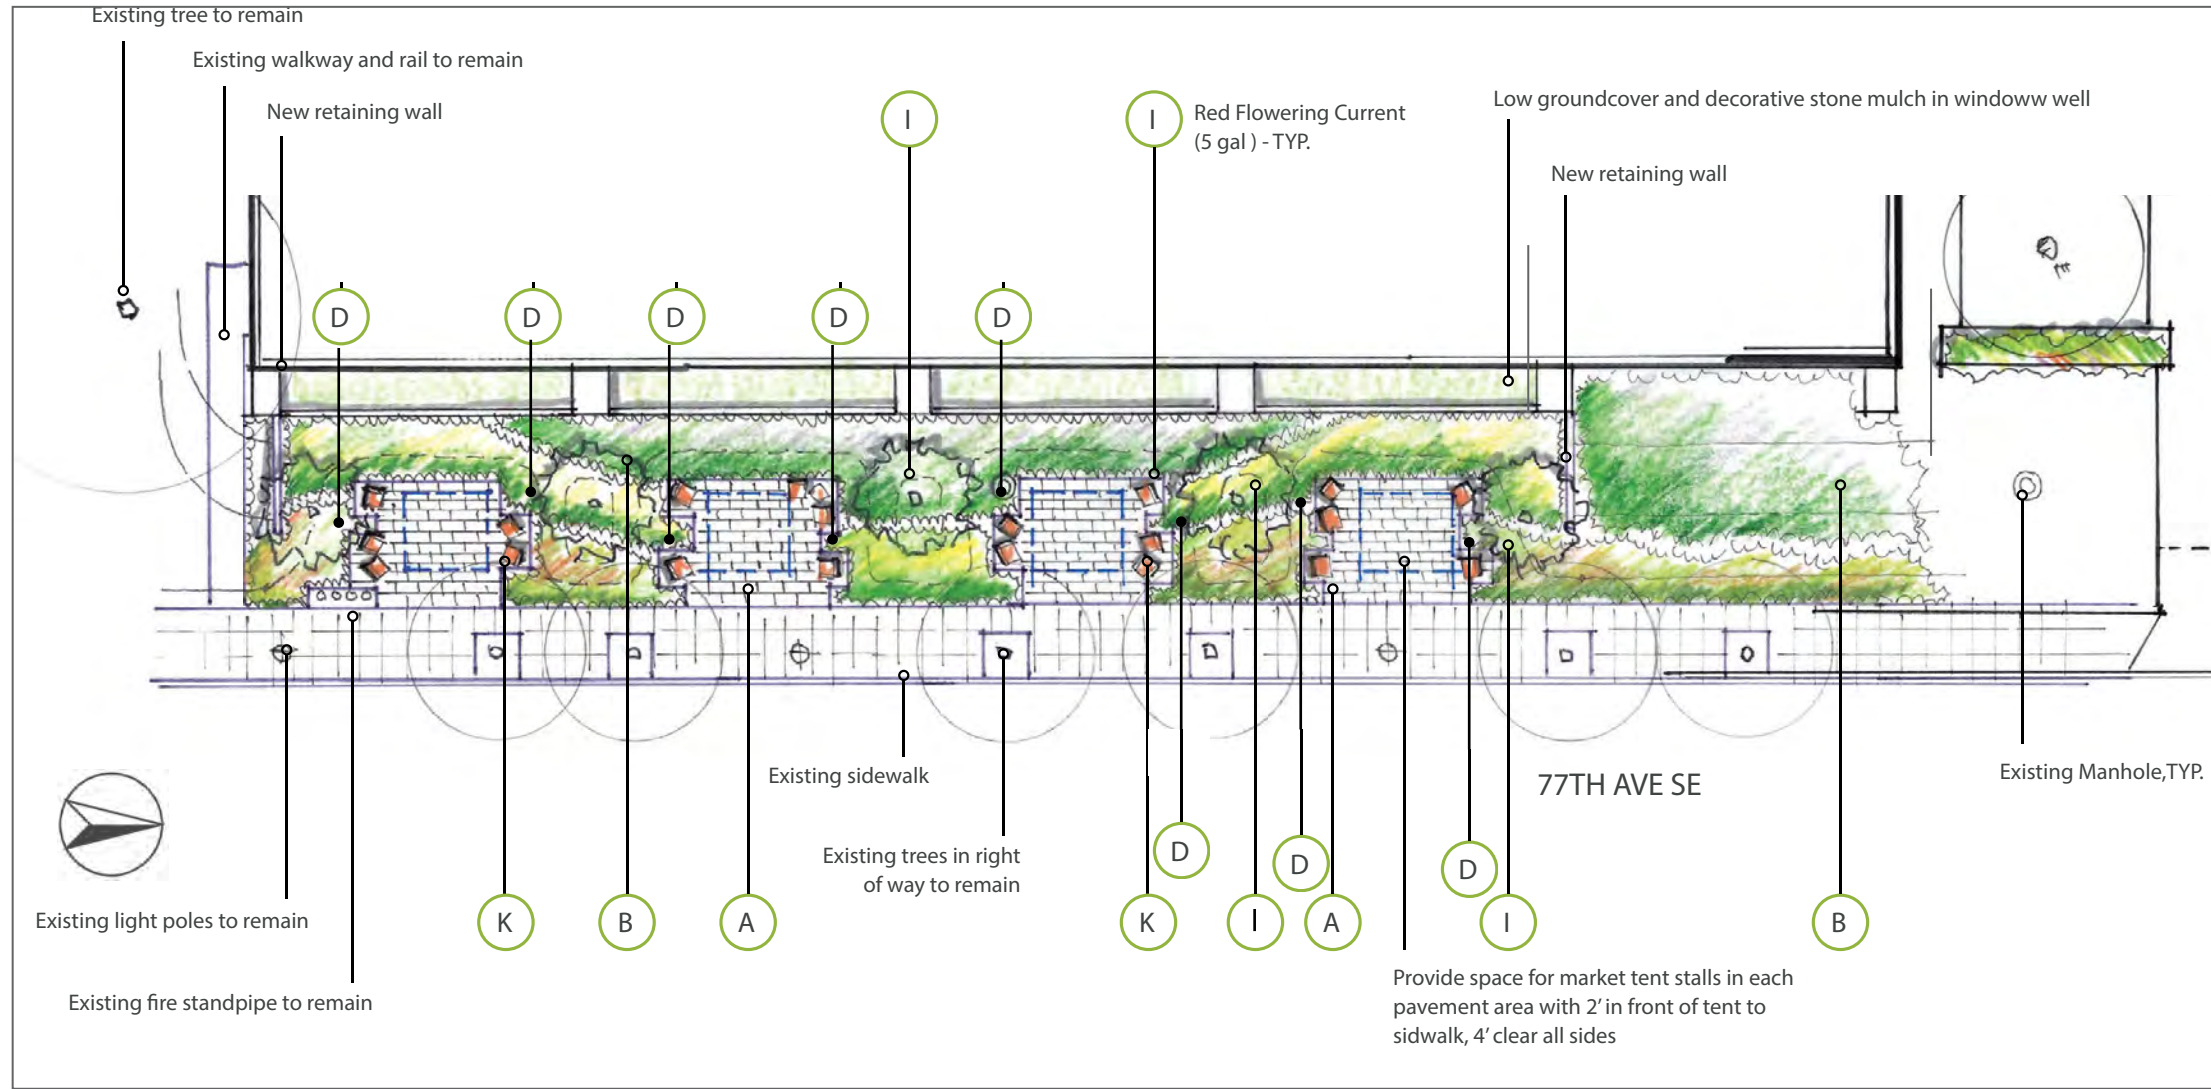 Existing tree to remain
Existing walkway and rail to remain
New retaining wall
I
I
Red Flowering Current
(5 gal ) - TYP.
Low groundcover and decorative stone mulch in windoww well
New retaining wall
D
D
D
D
D
Existing sidewalk
77TH AVE SE
Existing Manhole,TYP.
Existing trees in right
of way to remain
D
D
D
Existing light poles to remain
K
B
A
K
I
A
I
B
Existing fire standpipe to remain
Provide space for market tent stalls in each
pavement area with 2' in front of tent to
sidwalk, 4' clear all sides